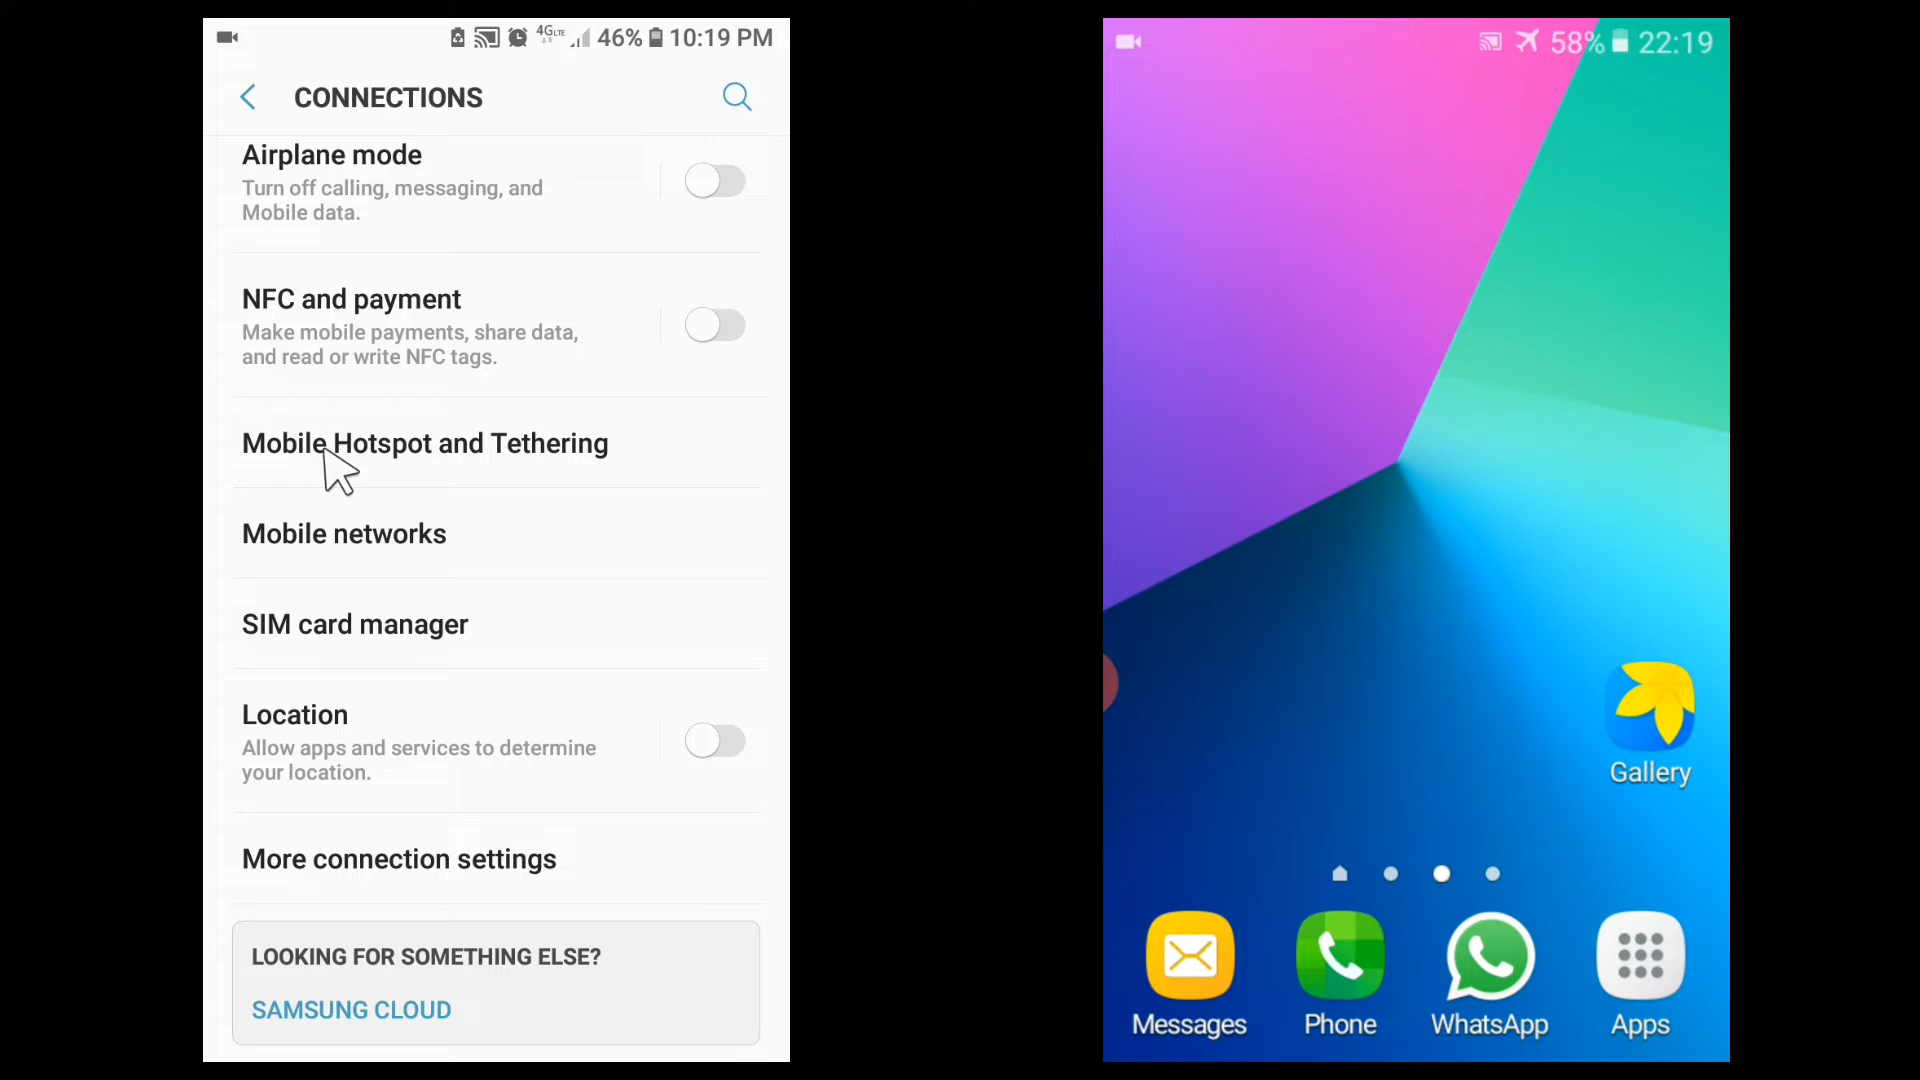 4G LTE 46% 10:19 PM
CONNECTIONS
Airplane mode
Turn off calling, messaging, and
Mobile data.
NFC and payment
Make mobile payments, share data,
and read or write NFC tags.
Mobile Hotspot and Tethering
Mobile networks
SIM card manager
Location
Allow apps and services to determine
your location.
More connection settings
LOOKING FOR SOMETHING ELSE?
SAMSUNG CLOUD
58% 22:19
Gallery
Messages
Phone
WhatsApp
Apps